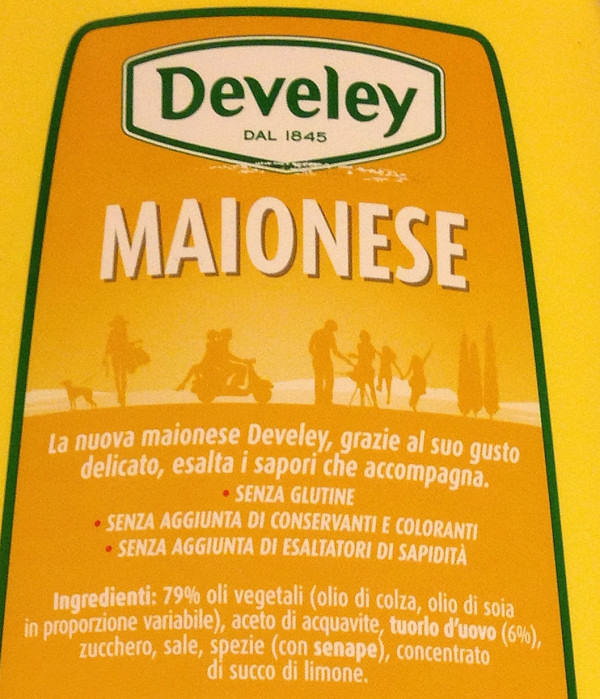 Develey
DAL 1845
MAIONESE
La nuova maionese Develey, grazie al suo gusto
delicato, esalta i sapori che accompagna.
• SENZA GLUTINE
• SENZA AGGIUNTA DI CONSERVANTI E COLORANTI
• SENZA AGGIUNTA DI ESALTATORI DI SAPIDITÀ
Ingredienti: 79% oli vegetali (olio di colza, olio di soia
in proporzione variabile), aceto di acquavite, tuorlo d'uovo (6%),
zucchero, sale, spezie (con senape), concentrato
di succo di limone.